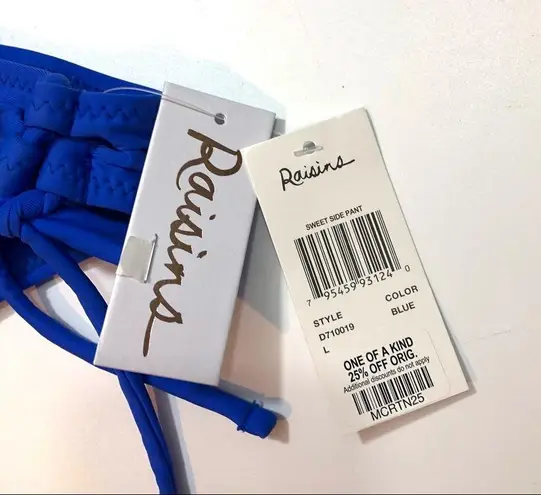 Raisins
Raisins
SWEET SIDE PANT
7 95459 93124 0
STYLE COLOR
D710019 BLUE
L
ONE OF A KIND
25% OFF ORIG.
Additional discounts do not apply
MCRTN25